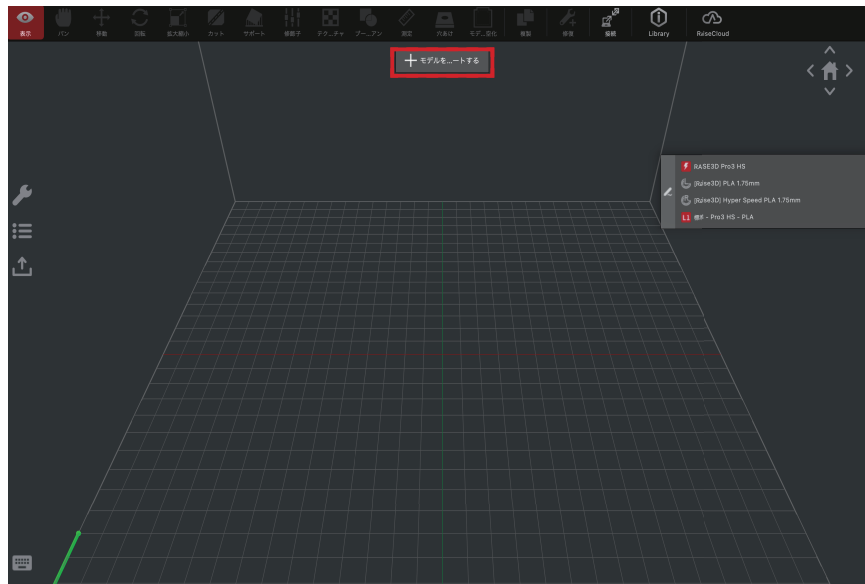 表示
パン
移動
回転
拡大縮小
カット
サポート
修飾子
テク...チャ
ブー...アン
測定
穴あけ
モデ...空化
複製
修復
接続
Library
RaiseCloud
モデルを...ートする
RAISE3D Pro3 HS
[Raise3D] PLA 1.75mm
[Raise3D] Hyper Speed PLA 1.75mm
L1 標準 - Pro3 HS - PLA